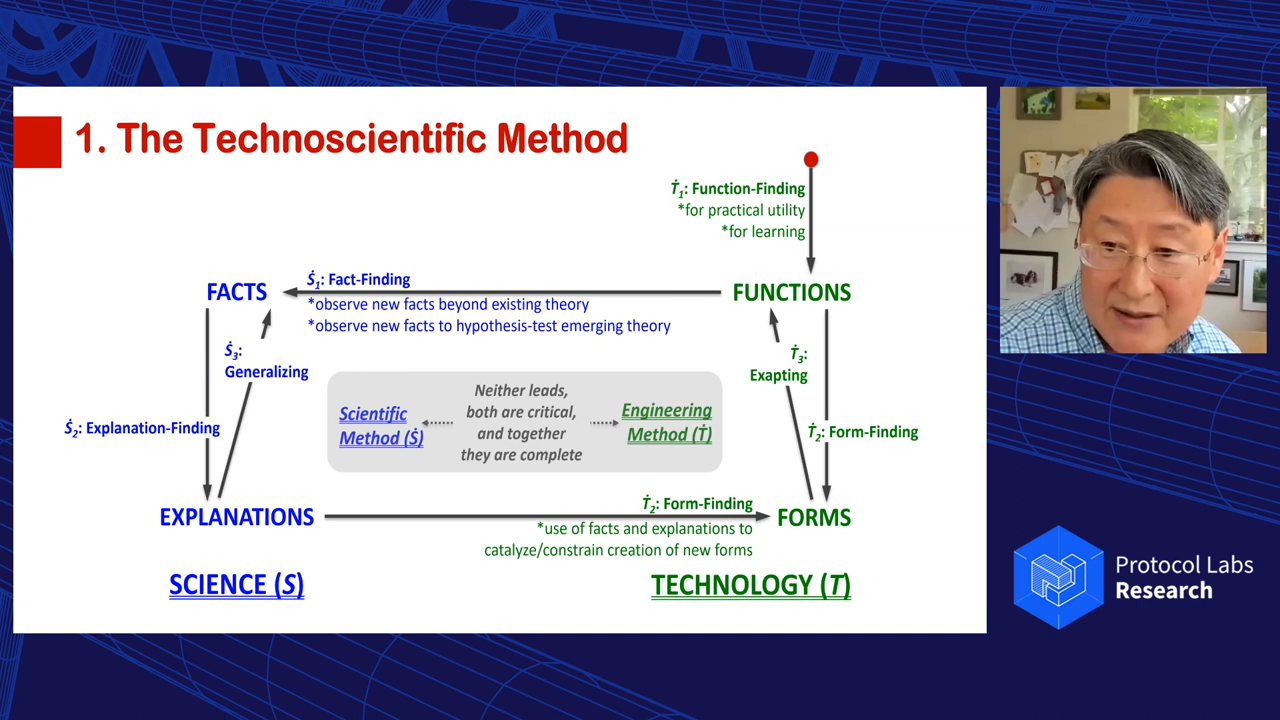 1. The Technoscientific Method
Ṫ1: Function-Finding
*for practical utility
*for learning
FACTS
Ṡ1: Fact-Finding
FUNCTIONS
*observe new facts beyond existing theory
*observe new facts to hypothesis-test emerging theory
Ṡ3:
Generalizing
Ṫ3:
Exapting
Ṡ2: Explanation-Finding
Scientific
Method (Ṡ)
Neither leads,
both are critical,
and together
they are complete
Engineering
Method (Ṫ)
Ṫ2: Form-Finding
EXPLANATIONS
Ṫ2: Form-Finding
FORMS
*use of facts and explanations to
catalyze/constrain creation of new forms
SCIENCE (S)
TECHNOLOGY (T)
Protocol Labs
Research